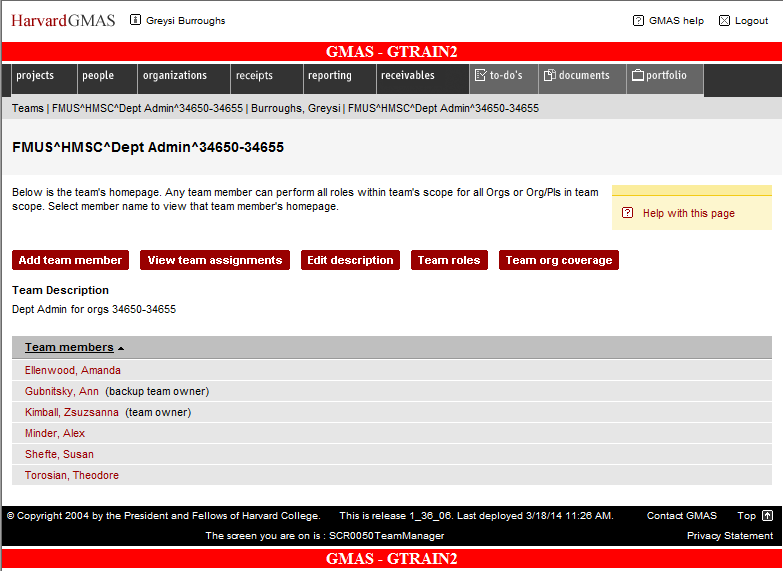 HarvardGMAS Greysi Burroughs GMAS help Logout
GMAS - GTRAIN2
projects people organizations receipts reporting receivables to-do's documents portfolio
Teams | FMUS^HMSC^Dept Admin^34650-34655 | Burroughs, Greysi | FMUS^HMSC^Dept Admin^34650-34655
FMUS^HMSC^Dept Admin^34650-34655
Below is the team's homepage. Any team member can perform all roles within team's scope for all Orgs or Org/PIs in team
scope. Select member name to view that team member's homepage.
Help with this page
Add team member View team assignments Edit description Team roles Team org coverage
Team Description
Dept Admin for orgs 34650-34655
Team members
Ellenwood, Amanda
Gubnitsky, Ann (backup team owner)
Kimball, Zsuzsanna (team owner)
Minder, Alex
Shefte, Susan
Torosian, Theodore
© Copyright 2004 by the President and Fellows of Harvard College. This is release 1_36_06. Last deployed 3/18/14 11:26 AM. Contact GMAS Top
The screen you are on is : SCR0050TeamManager Privacy Statement
GMAS - GTRAIN2